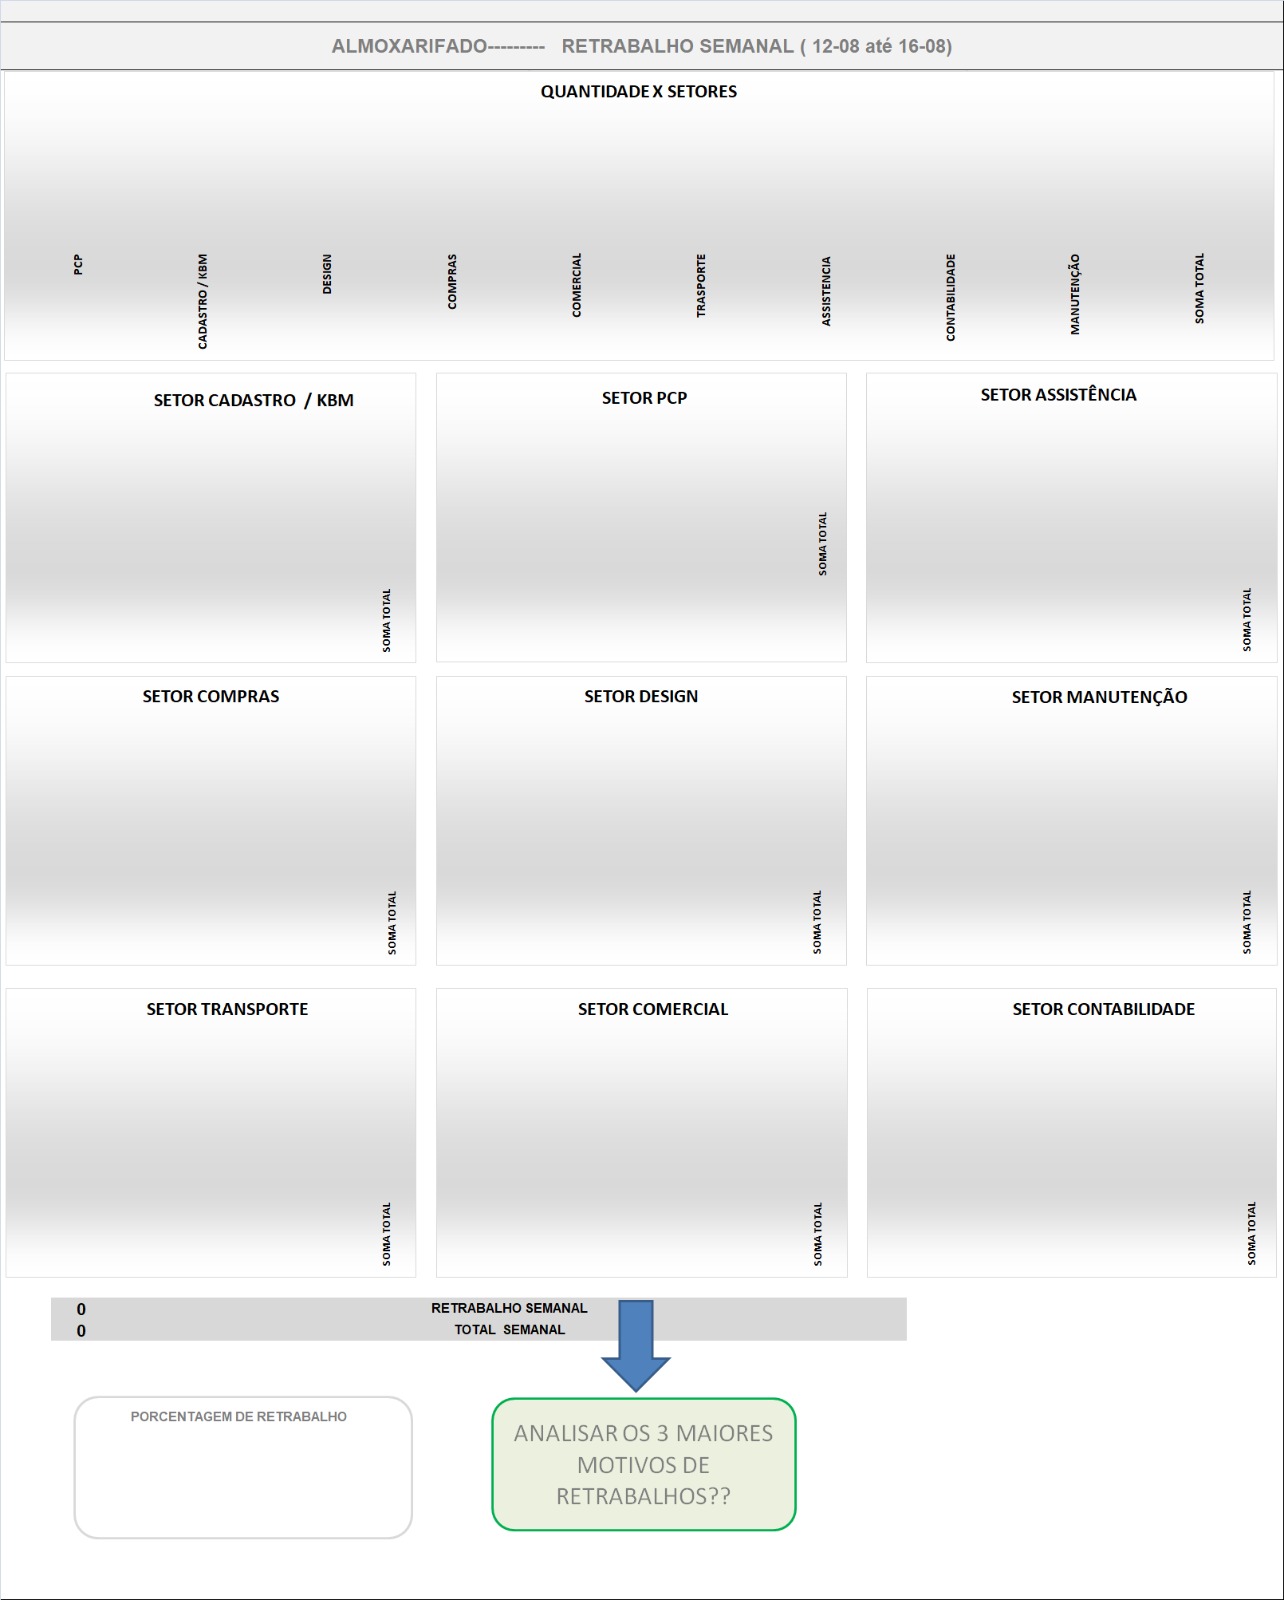 ALMOXARIFADO--------- RETRABALHO SEMANAL ( 12-08 até 16-08)
QUANTIDADE X SETORES
PCP
CADASTRO / KBM
DESIGN
COMPRAS
COMERCIAL
TRASPORTE
ASSISTENCIA
CONTABILIDADE
MANUTENÇÃO
SOMA TOTAL
SETOR CADASTRO / KBM
SOMA TOTAL
SETOR PCP
SOMA TOTAL
SETOR ASSISTÊNCIA
SOMA TOTAL
SETOR COMPRAS
SOMA TOTAL
SETOR DESIGN
SOMA TOTAL
SETOR MANUTENÇÃO
SOMA TOTAL
SETOR TRANSPORTE
SOMA TOTAL
SETOR COMERCIAL
SOMA TOTAL
SETOR CONTABILIDADE
SOMA TOTAL
0 RETRABALHO SEMANAL
0 TOTAL SEMANAL
PORCENTAGEM DE RETRABALHO
ANALISAR OS 3 MAIORES
MOTIVOS DE
RETRABALHOS??